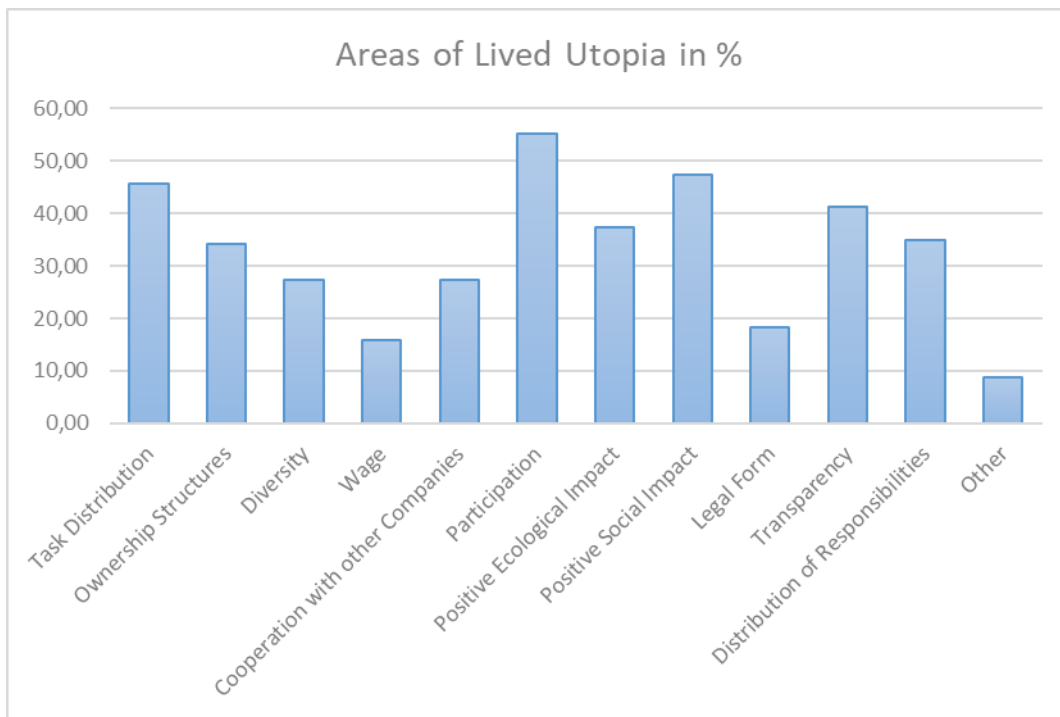 Areas of Lived Utopia in %
60,00
50,00
40,00
30,00
20,00
10,00
0,00
Task Distribution
Ownership Structures
Diversity
Wage
Cooperation with other Companies
Participation
Positive Ecological Impact
Positive Social Impact
Legal Form
Transparency
Distribution of Responsibilities
Other